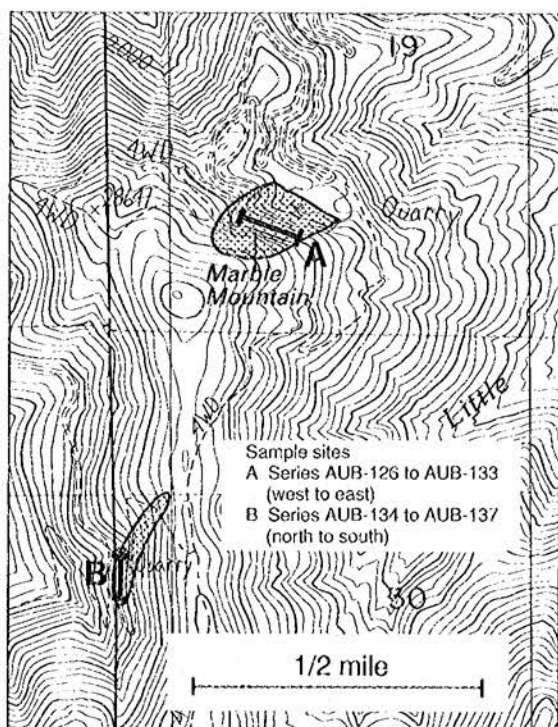 2000
19
4WD
4WD
Quarry
A
Marble
Mountain
Little
4WD
Sample sites
A Series AUB-126 to AUB-133
(west to east)
B Series AUB-134 to AUB-137
(north to south)
B
Quarry
30
1/2 mile